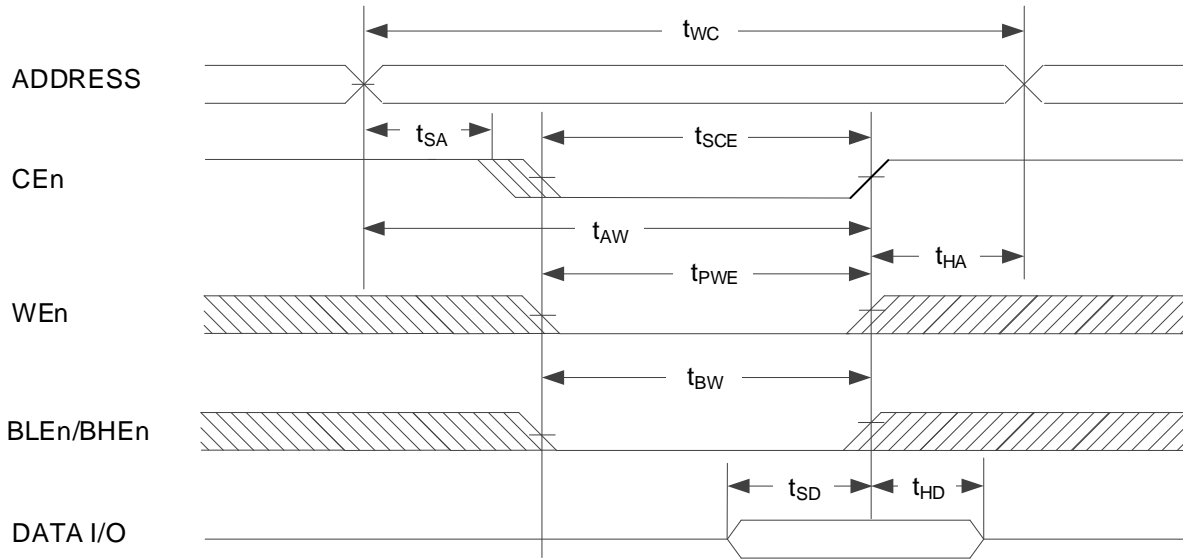 tWC
ADDRESS
tSA
tSCE
CEn
tAW
tHA
tPWE
WEn
tBW
BLEn/BHEn
tSD
tHD
DATA I/O